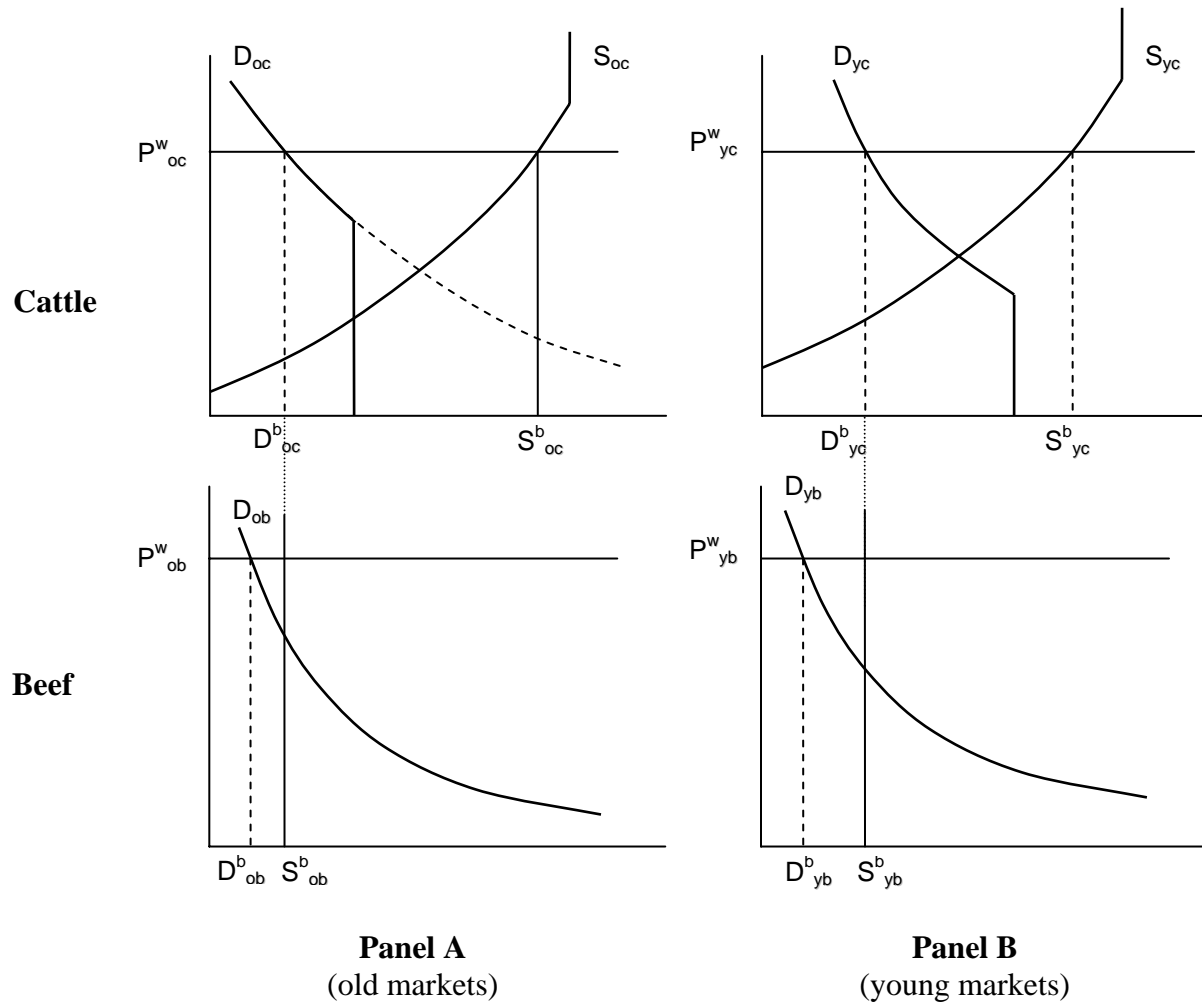 D_oc
S_oc
P^w_oc
D_yc
S_yc
P^w_yc
Cattle
D^b_oc
S^b_oc
D^b_yc
S^b_yc
D_ob
P^w_ob
D_yb
P^w_yb
Beef
D^b_ob
S^b_ob
D^b_yb
S^b_yb
Panel A
(old markets)
Panel B
(young markets)